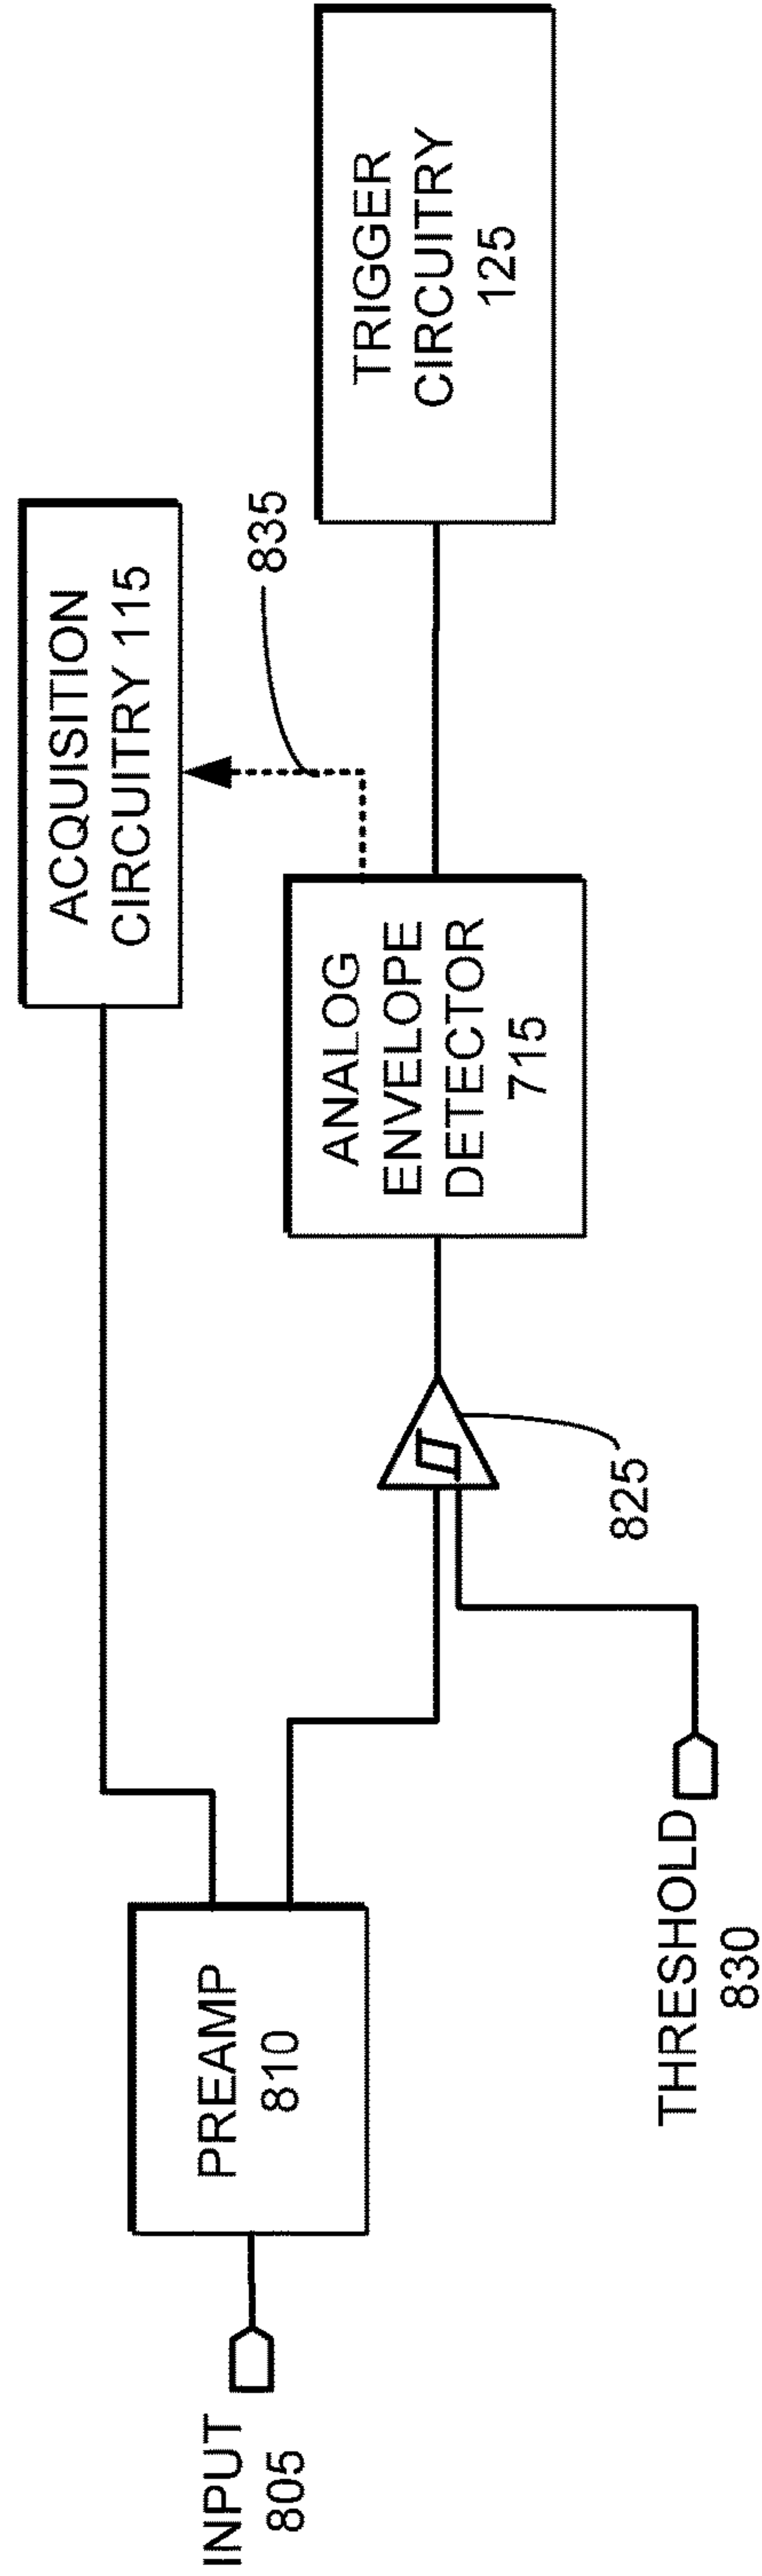 INPUT
805
PREAMP
810
THRESHOLD
830
825
ANALOG
ENVELOPE
DETECTOR
715
835
ACQUISITION
CIRCUITRY 115
TRIGGER
CIRCUITRY
125